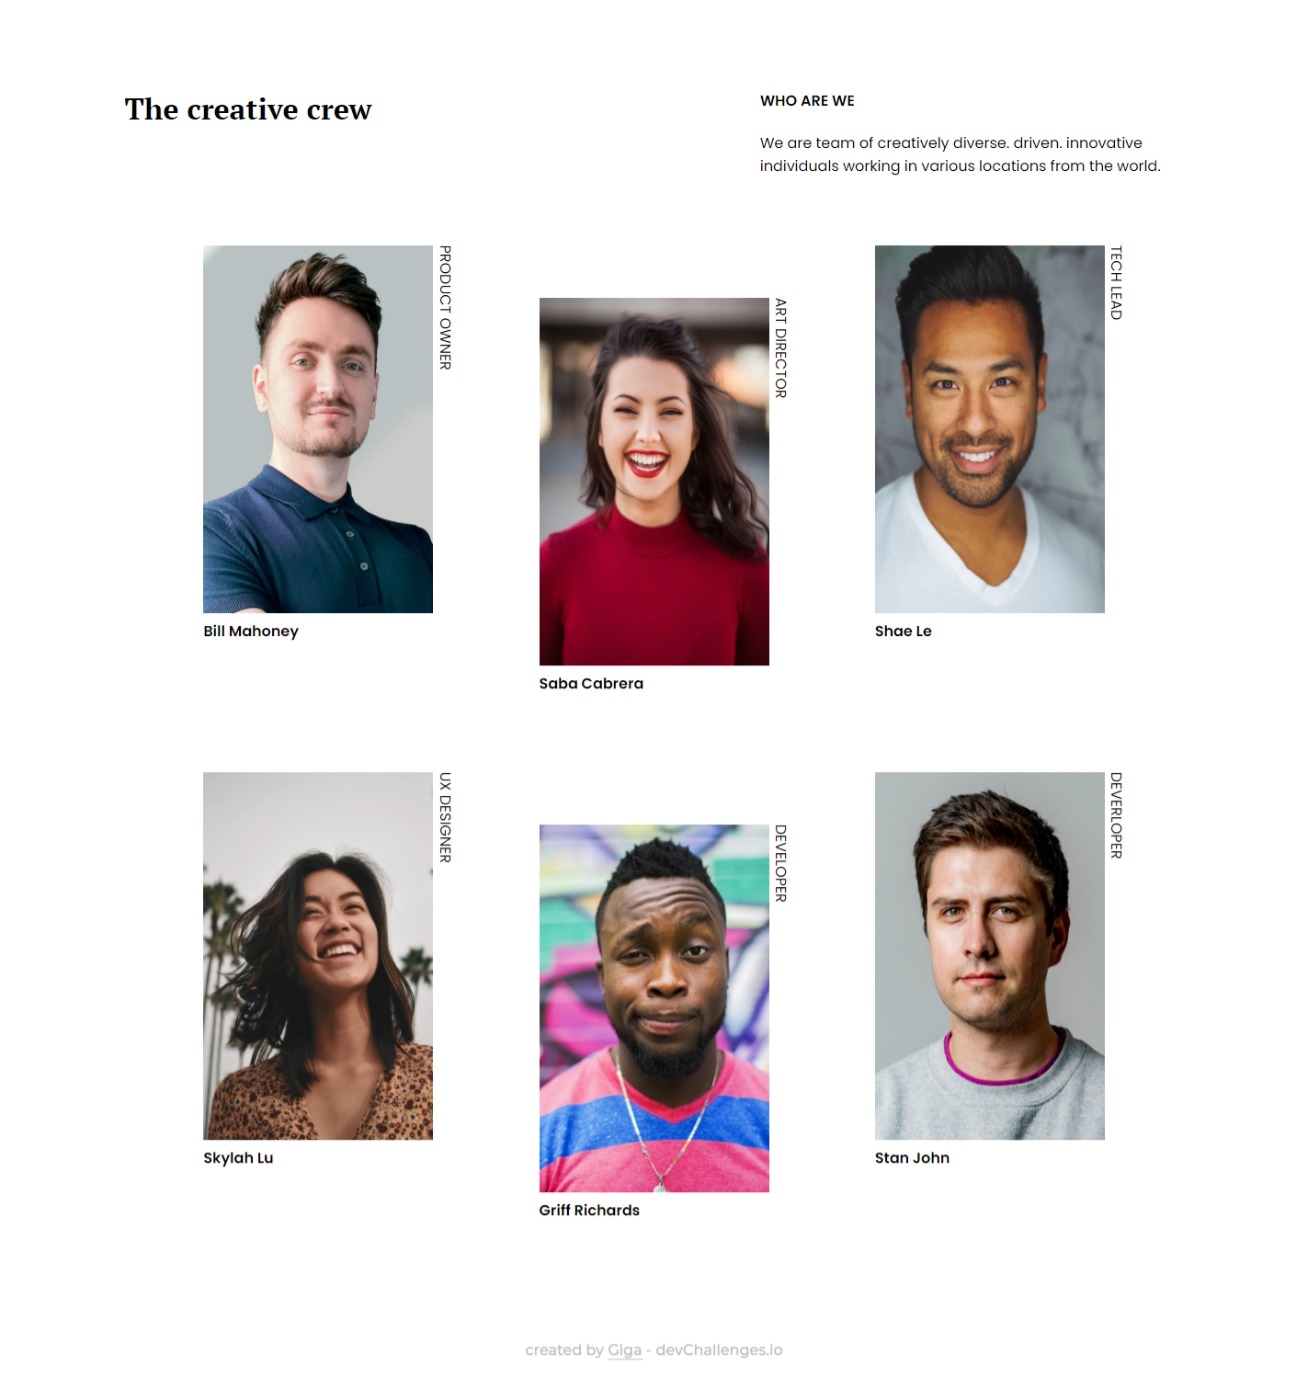 The creative crew
WHO ARE WE
We are team of creatively diverse. driven. innovative
individuals working in various locations from the world.
PRODUCT OWNER
Bill Mahoney
ART DIRECTOR
Saba Cabrera
TECH LEAD
Shae Le
UX DESIGNER
Skylah Lu
DEVELOPER
Griff Richards
DEVERLOPER
Stan John
created by Giga - devChallenges.io